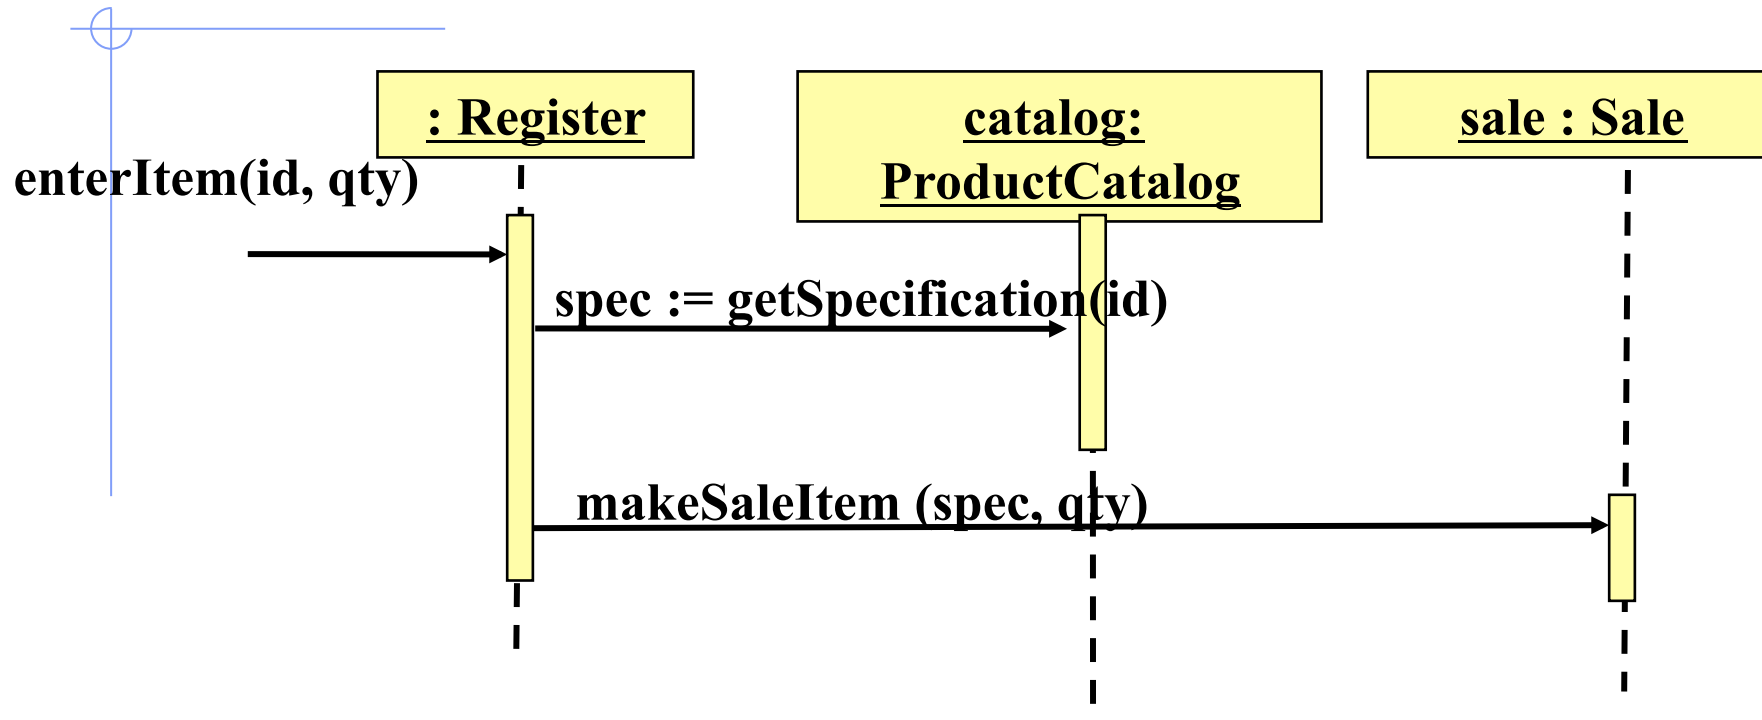 : Register
catalog:
ProductCatalog
sale : Sale
enterItem(id, qty)
spec := getSpecification(id)
makeSaleItem (spec, qty)